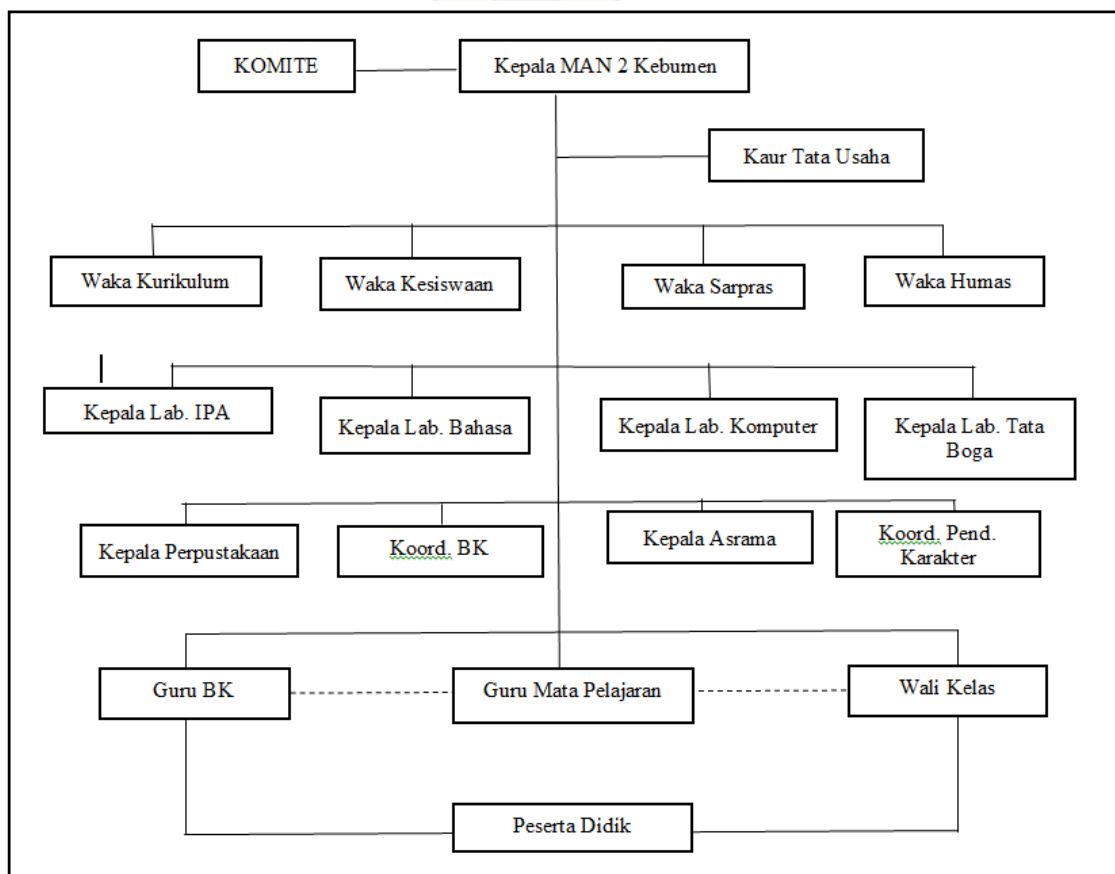 KOMITE
Kepala MAN 2 Kebumen
Kaur Tata Usaha
Waka Kurikulum
Waka Kesiswaan
Waka Sarpras
Waka Humas
Kepala Lab. IPA
Kepala Lab. Bahasa
Kepala Lab. Komputer
Kepala Lab. Tata
Boga
Kepala Perpustakaan
Koord. BK
Kepala Asrama
Koord. Pend.
Karakter
Guru BK
Guru Mata Pelajaran
Wali Kelas
Peserta Didik